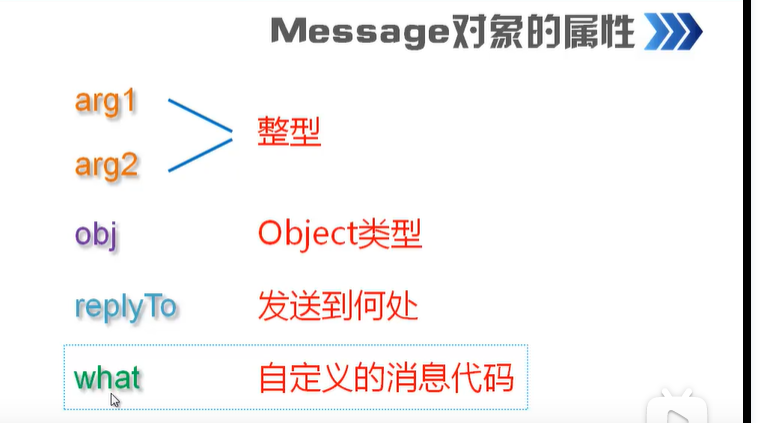 Message对象的属性
arg1
整型
arg2
obj Object类型
replyTo 发送到何处
what 自定义的消息代码